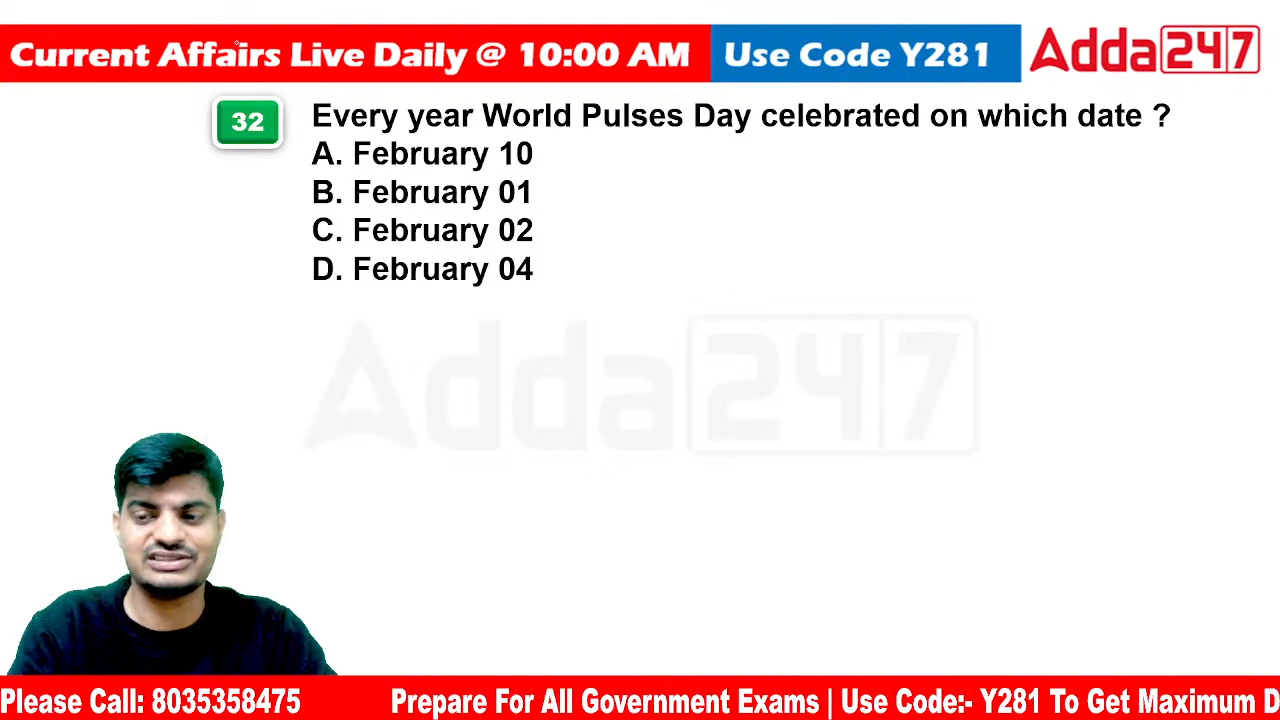 Current Affairs Live Daily @ 10:00 AM
Use Code Y281
Adda247
32
Every year World Pulses Day celebrated on which date ?
A. February 10
B. February 01
C. February 02
D. February 04
Adda247
Please Call: 8035358475
Prepare For All Government Exams | Use Code:- Y281 To Get Maximum D